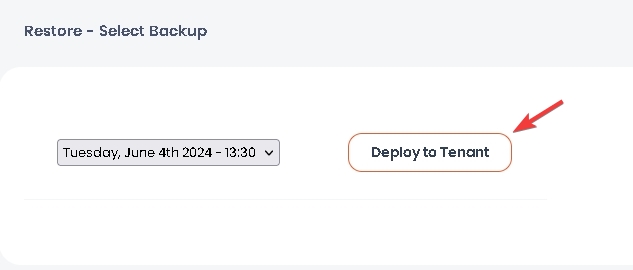 Restore - Select Backup
Tuesday, June 4th 2024 - 13:30
Deploy to Tenant